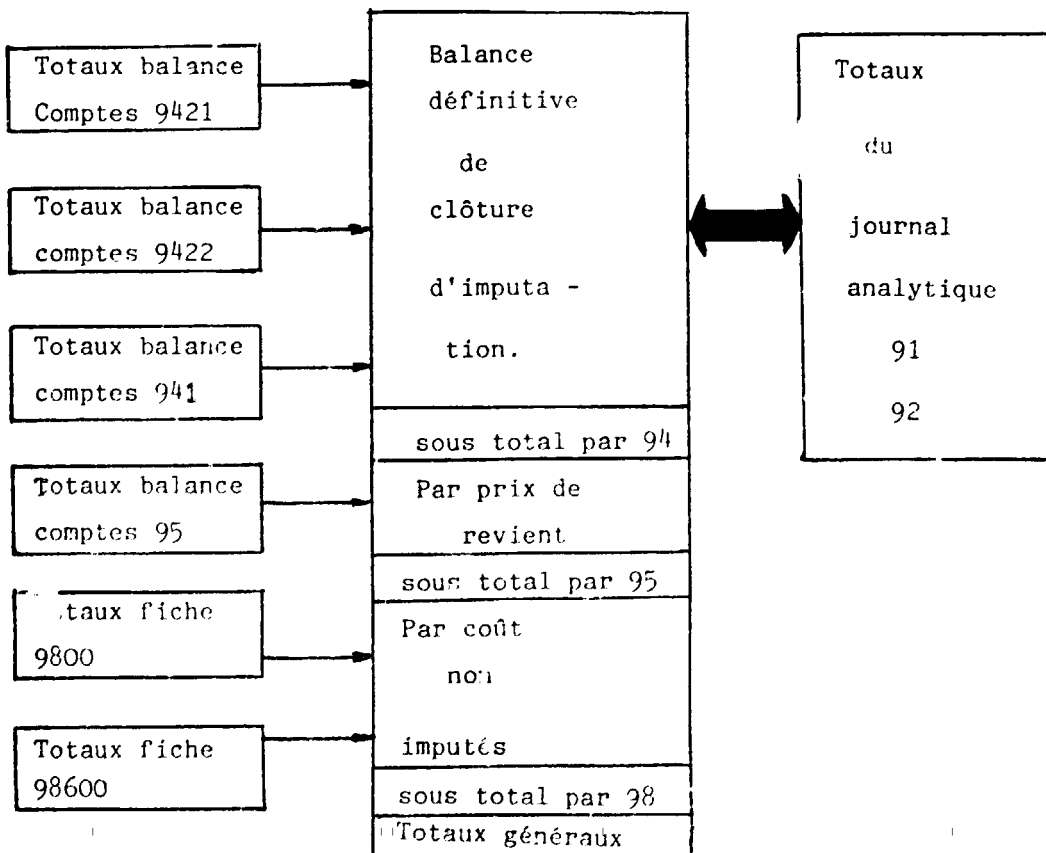 Totaux balance
Comptes 9421
Totaux balance
comptes 9422
Totaux balance
comptes 941
Totaux balance
comptes 95
taux fiche
9800
Totaux fiche
98600
Balance
définitive
de
clôture
d'imputa -
tion.
sous total par 94
Par prix de
revient
sous total par 95
Par coût
non
imputés
sous total par 98
Totaux généraux
Totaux
du
journal
analytique
91
92